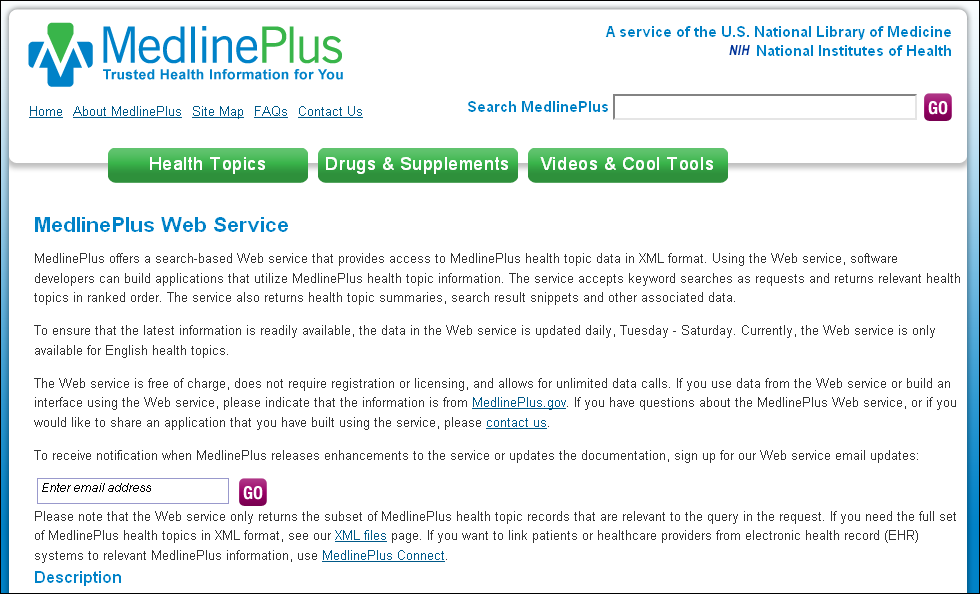 MedlinePlus
Trusted Health Information for You
A service of the U.S. National Library of Medicine
NIH National Institutes of Health
Home About MedlinePlus Site Map FAQs Contact Us
Search MedlinePlus GO
Health Topics Drugs & Supplements Videos & Cool Tools
MedlinePlus Web Service
MedlinePlus offers a search-based Web service that provides access to MedlinePlus health topic data in XML format. Using the Web service, software
developers can build applications that utilize MedlinePlus health topic information. The service accepts keyword searches as requests and returns relevant health
topics in ranked order. The service also returns health topic summaries, search result snippets and other associated data.
To ensure that the latest information is readily available, the data in the Web service is updated daily, Tuesday - Saturday. Currently, the Web service is only
available for English health topics.
The Web service is free of charge, does not require registration or licensing, and allows for unlimited data calls. If you use data from the Web service or build an
interface using the Web service, please indicate that the information is from MedlinePlus.gov. If you have questions about the MedlinePlus Web service, or if you
would like to share an application that you have built using the service, please contact us.
To receive notification when MedlinePlus releases enhancements to the service or updates the documentation, sign up for our Web service email updates:
Enter email address GO
Please note that the Web service only returns the subset of MedlinePlus health topic records that are relevant to the query in the request. If you need the full set
of MedlinePlus health topics in XML format, see our XML files page. If you want to link patients or healthcare providers from electronic health record (EHR)
systems to relevant MedlinePlus information, use MedlinePlus Connect.
Description